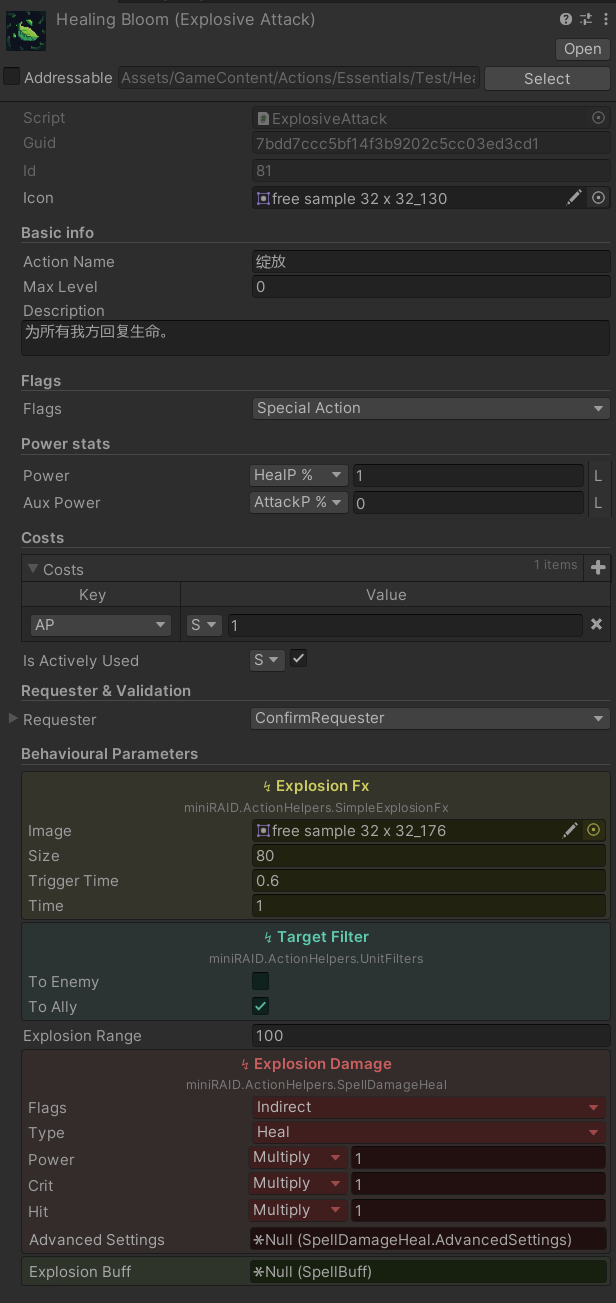 Healing Bloom (Explosive Attack)
Open
Addressable Assets/GameContent/Actions/Essentials/Test/Hea Select
Script ExplosiveAttack
Guid 7bdd7ccc5bf14f3b9202c5cc03ed3cd1
Id 81
Icon free sample 32 x 32_130
Basic info
Action Name 绽放
Max Level 0
Description
为所有我方回复生命。
Flags
Flags Special Action
Power stats
Power HealP % 1 L
Aux Power AttackP % 0 L
Costs
Costs 1 items
Key Value
AP S 1
Is Actively Used S
Requester & Validation
Requester ConfirmRequester
Behavioural Parameters
Explosion Fx
miniRAID.ActionHelpers.SimpleExplosionFx
Image free sample 32 x 32_176
Size 80
Trigger Time 0.6
Time 1
Target Filter
miniRAID.ActionHelpers.UnitFilters
To Enemy
To Ally
Explosion Range 100
Explosion Damage
miniRAID.ActionHelpers.SpellDamageHeal
Flags Indirect
Type Heal
Power Multiply 1
Crit Multiply 1
Hit Multiply 1
Advanced Settings Null (SpellDamageHeal.AdvancedSettings)
Explosion Buff Null (SpellBuff)